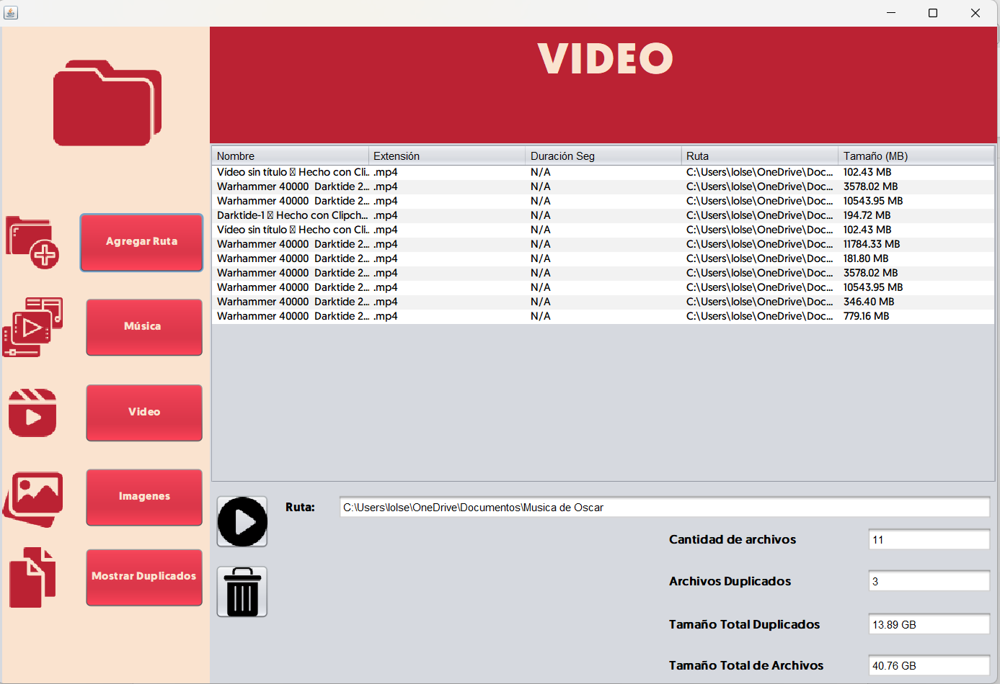 VIDEO
Agregar Ruta
Música
Video
Imagenes
Mostrar Duplicados
Nombre Extensión Duración Seg Ruta Tamaño (MB)
Vídeo sin título ▯ Hecho con Cli... .mp4 N/A C:\Users\lolse\OneDrive\Doc... 102.43 MB
Warhammer 40000  Darktide 2... .mp4 N/A C:\Users\lolse\OneDrive\Doc... 3578.02 MB
Warhammer 40000  Darktide 2... .mp4 N/A C:\Users\lolse\OneDrive\Doc... 10543.95 MB
Darktide-1 ▯ Hecho con Clipch... .mp4 N/A C:\Users\lolse\OneDrive\Doc... 194.72 MB
Vídeo sin título ▯ Hecho con Cli... .mp4 N/A C:\Users\lolse\OneDrive\Doc... 102.43 MB
Warhammer 40000  Darktide 2... .mp4 N/A C:\Users\lolse\OneDrive\Doc... 11784.33 MB
Warhammer 40000  Darktide 2... .mp4 N/A C:\Users\lolse\OneDrive\Doc... 181.80 MB
Warhammer 40000  Darktide 2... .mp4 N/A C:\Users\lolse\OneDrive\Doc... 3578.02 MB
Warhammer 40000  Darktide 2... .mp4 N/A C:\Users\lolse\OneDrive\Doc... 10543.95 MB
Warhammer 40000  Darktide 2... .mp4 N/A C:\Users\lolse\OneDrive\Doc... 346.40 MB
Warhammer 40000  Darktide 2... .mp4 N/A C:\Users\lolse\OneDrive\Doc... 779.16 MB
Ruta: C:\Users\lolse\OneDrive\Documentos\Musica de Oscar
Cantidad de archivos 11
Archivos Duplicados 3
Tamaño Total Duplicados 13.89 GB
Tamaño Total de Archivos 40.76 GB